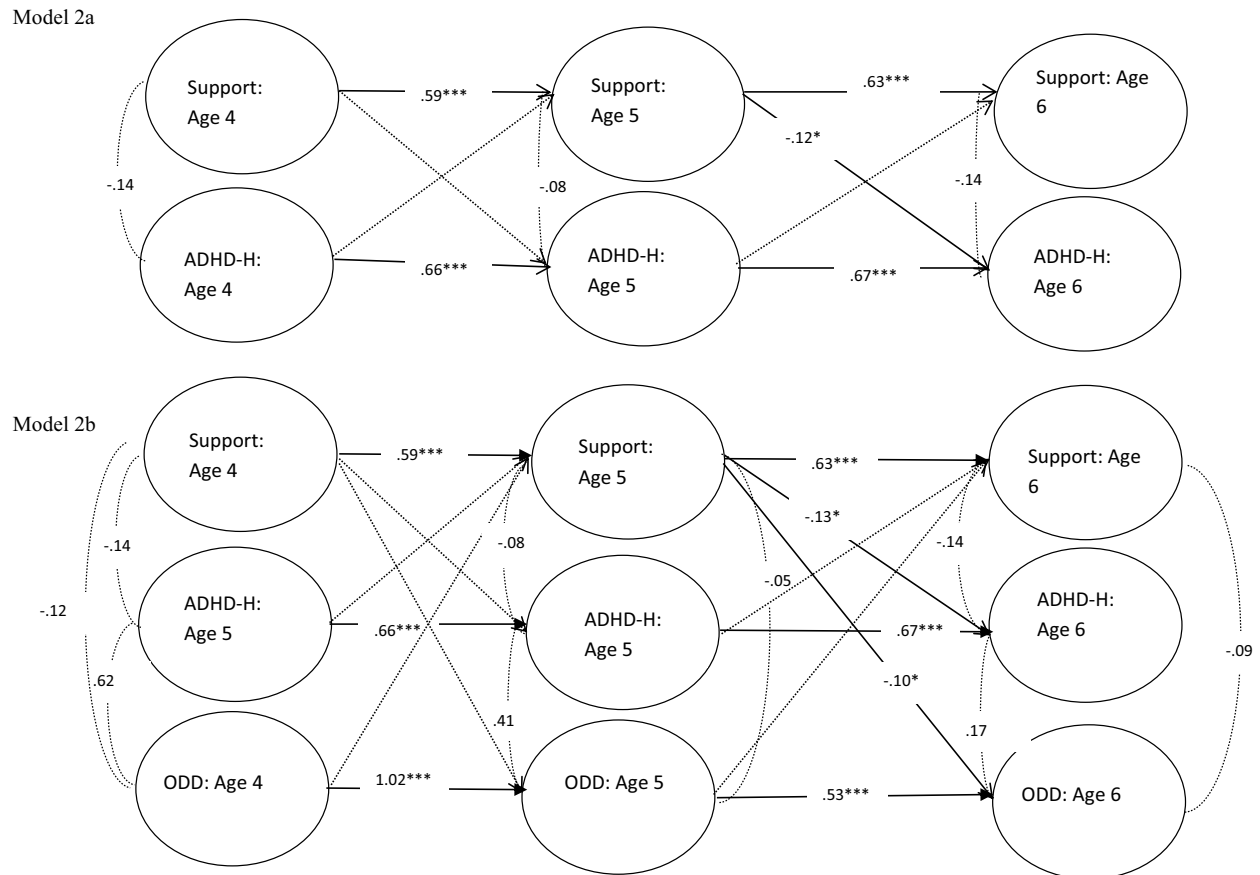 Model 2a
Support:
Age 4
.59***
Support:
Age 5
.63***
Support: Age
6
-.12*
-.14
-.08
-.14
ADHD-H:
Age 4
.66***
ADHD-H:
Age 5
.67***
ADHD-H:
Age 6
Model 2b
Support:
Age 4
.59***
Support:
Age 5
.63***
Support: Age
6
-.13*
-.14
-.08
-.14
-.05
-.12
ADHD-H:
Age 5
.66***
ADHD-H:
Age 5
.67***
ADHD-H:
Age 6
-.09
.62
-.10*
.41
.17
ODD: Age 4
1.02***
ODD: Age 5
.53***
ODD: Age 6